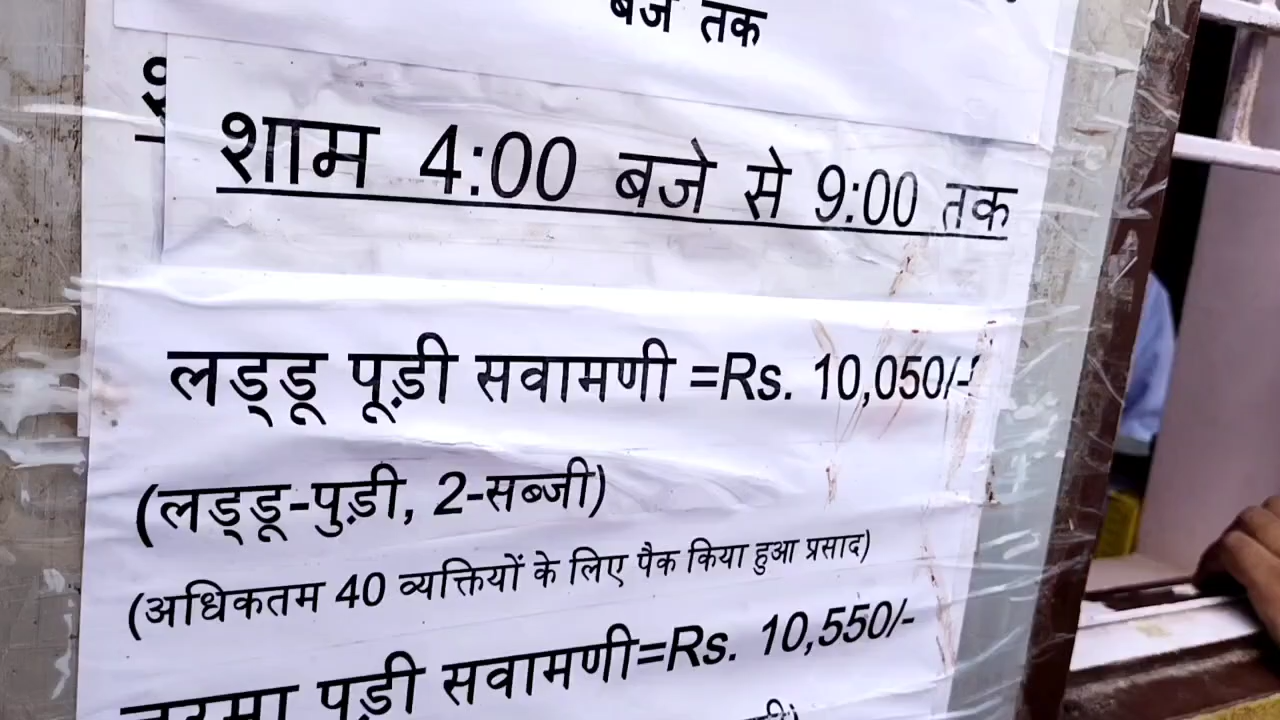 बजे तक
शाम 4:00 बजे से 9:00 तक
लड्डू पूड़ी सवामणी =Rs. 10,050/-
(लड्डू-पुड़ी, 2-सब्जी)
(अधिकतम 40 व्यक्तियों के लिए पैक किया हुआ प्रसाद)
पूड़ी सवामणी=Rs. 10,550/-